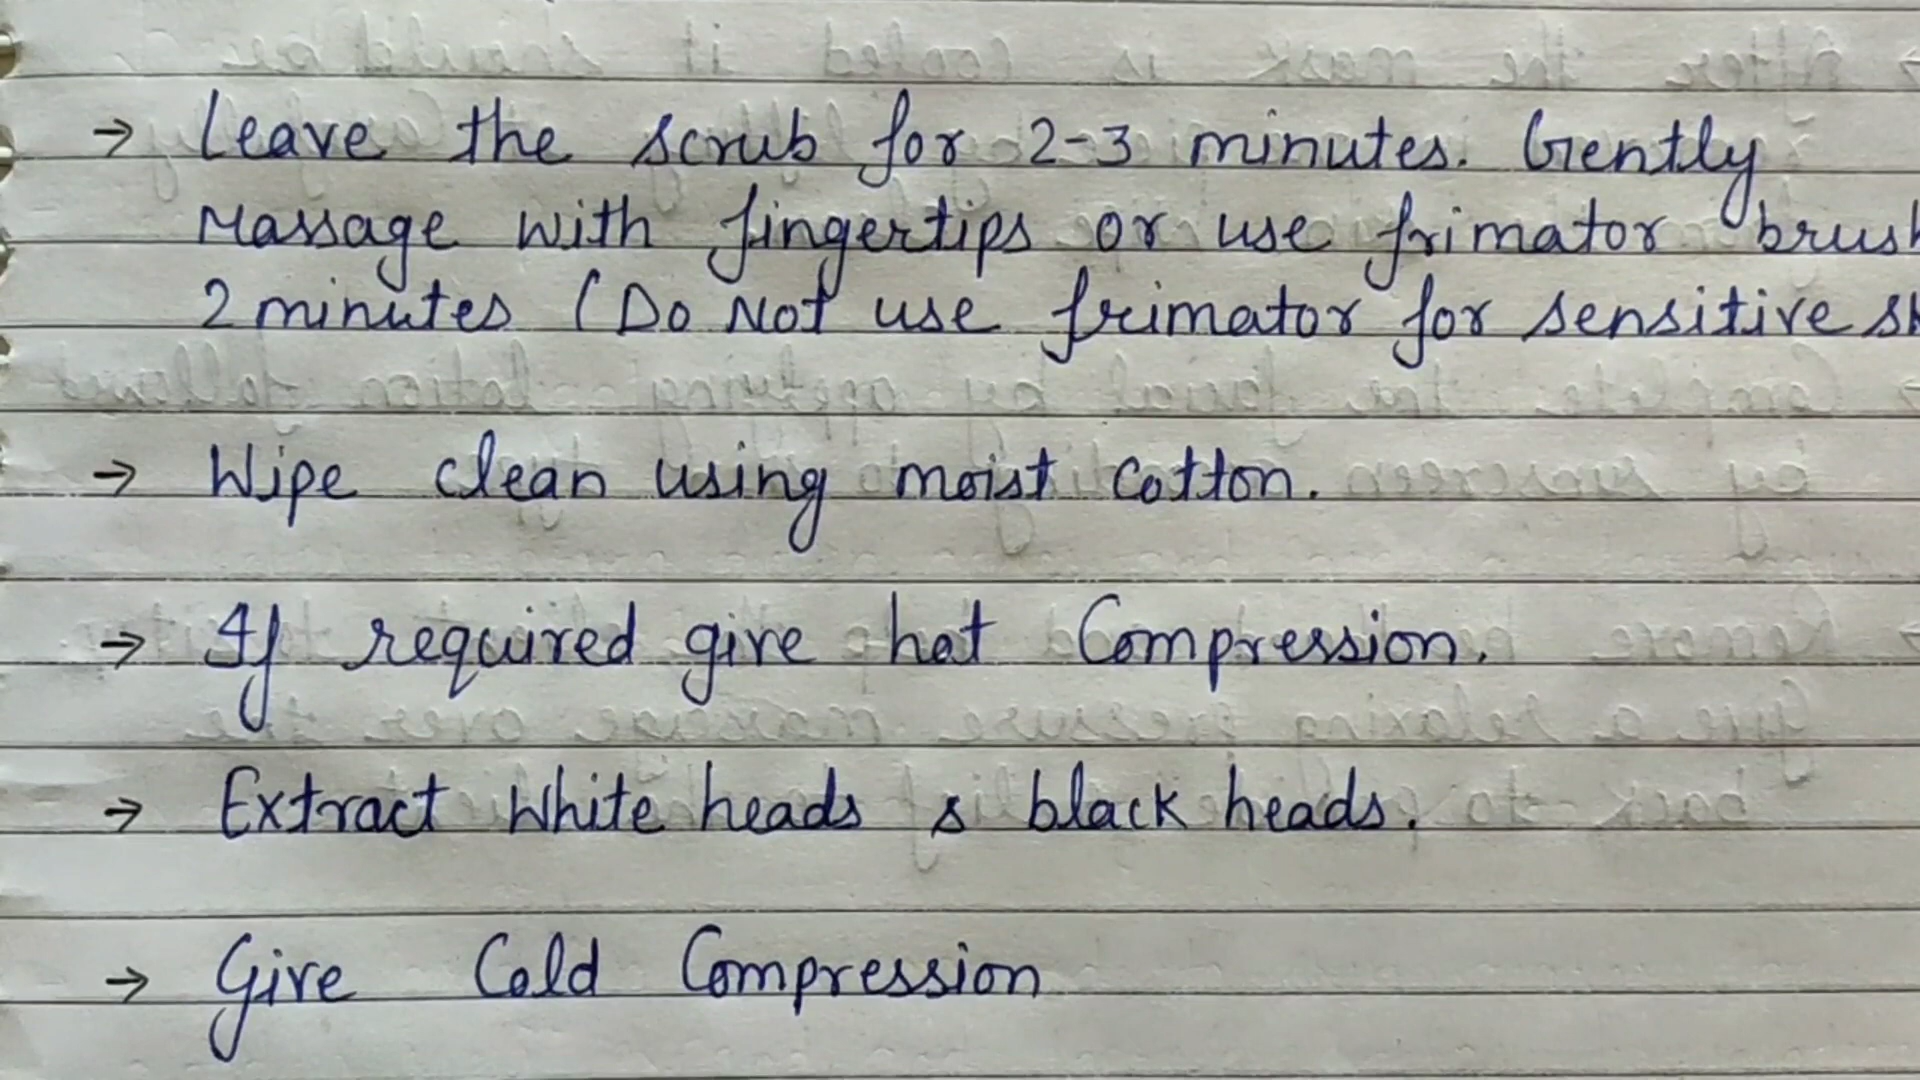 → Leave the scrub for 2-3 minutes. Gently
Massage with fingertips or use frimator brush
2 minutes (Do Not use frimator for sensitive
→ Wipe clean using moist cotton.
→ If required give hot Compression.
→ Extract White heads & black heads.
→ Give Cold Compression